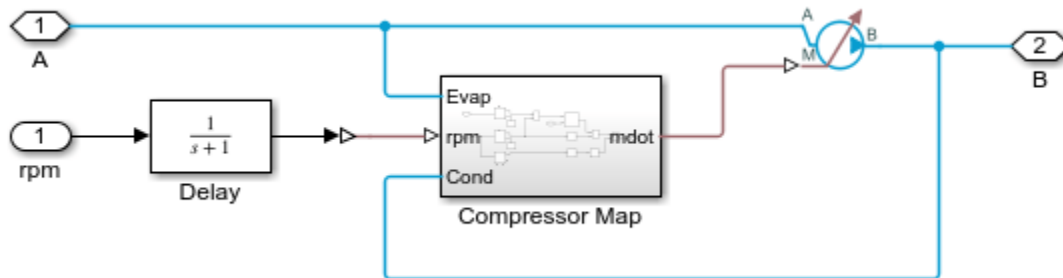 1
A
A
M
B
2
B
Evap
rpm
mdot
Cond
Compressor Map
1
rpm
1
s + 1
Delay